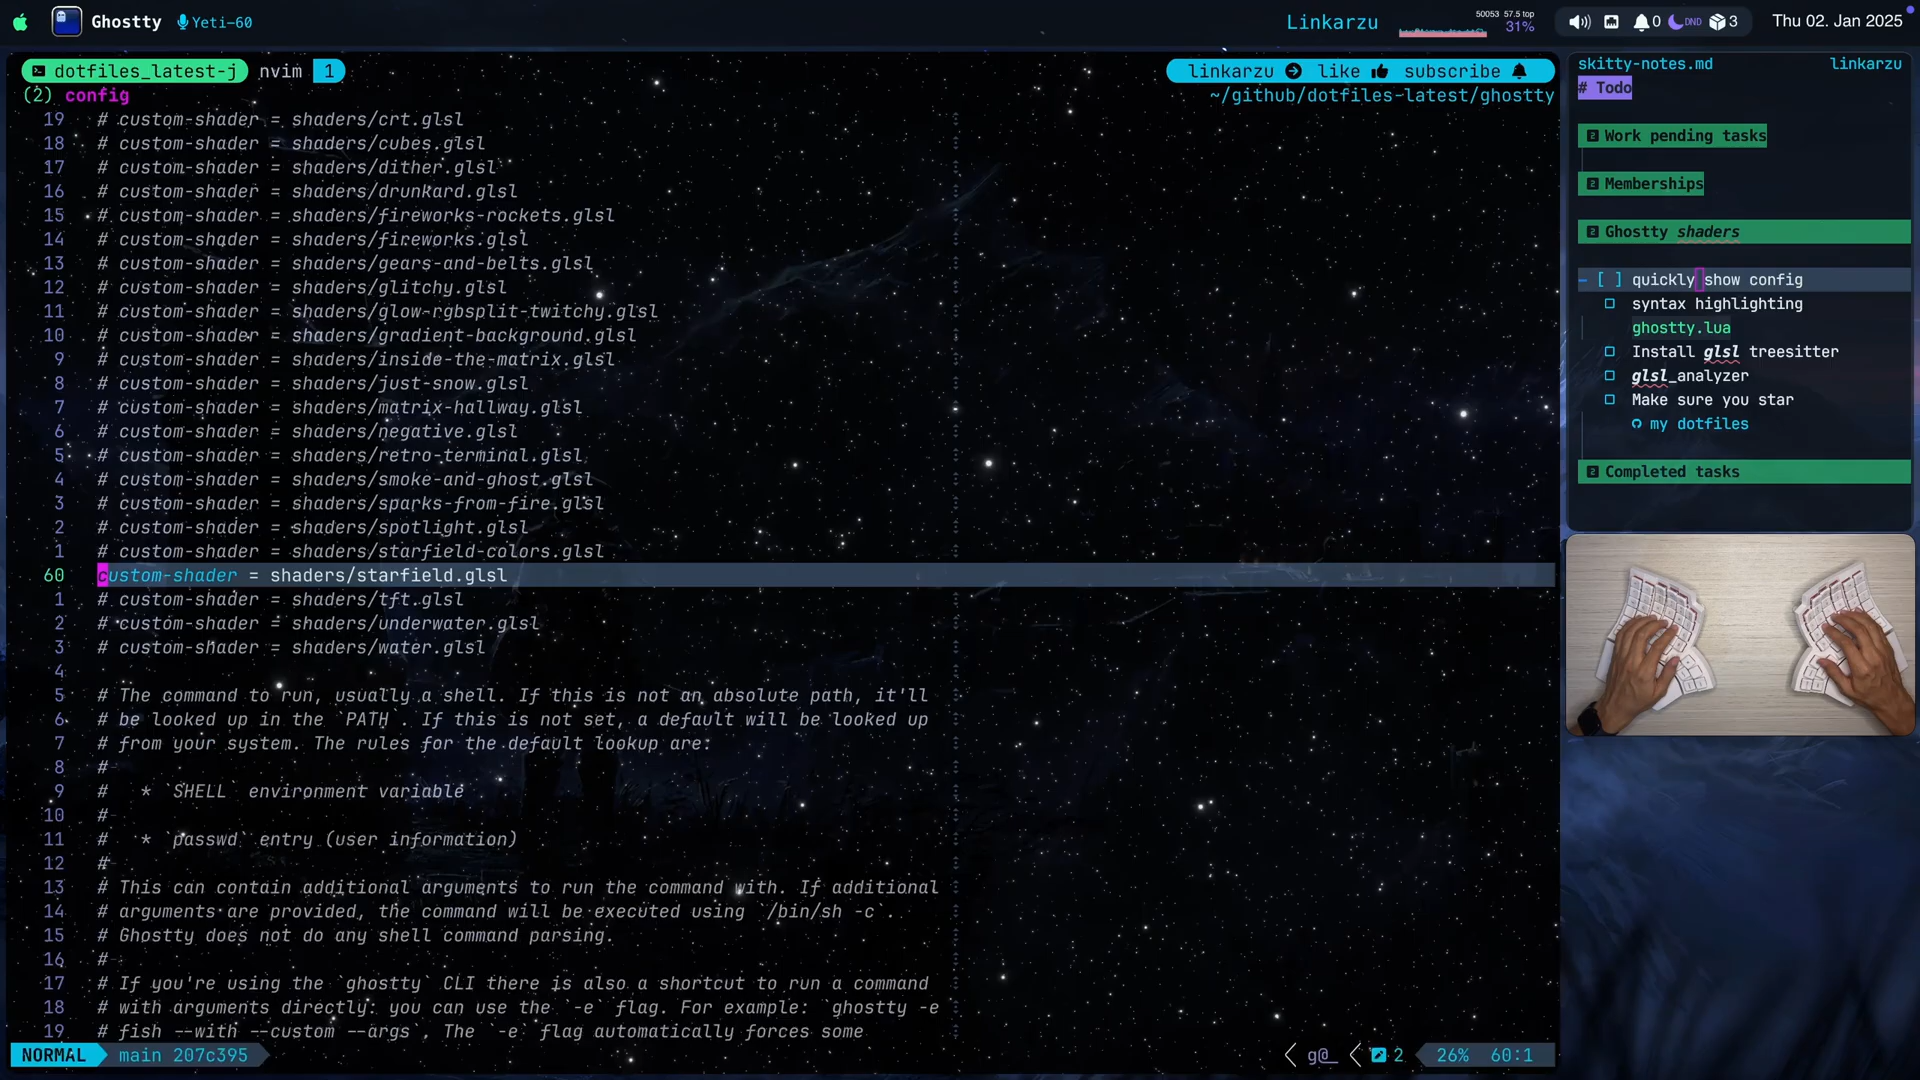 Ghostty Yeti-60
Linkarzu 50053 57.5 top 31% 0 DND 3 Thu 02. Jan 2025
dotfiles_latest-j nvim 1
linkarzu like subscribe
(2) config
~/github/dotfiles-latest/ghostty
19 # custom-shader = shaders/crt.glsl
18 # custom-shader = shaders/cubes.glsl
17 # custom-shader = shaders/dither.glsl
16 # custom-shader = shaders/drunkard.glsl
15 # custom-shader = shaders/fireworks-rockets.glsl
14 # custom-shader = shaders/fireworks.glsl
13 # custom-shader = shaders/gears-and-belts.glsl
12 # custom-shader = shaders/glitchy.glsl
11 # custom-shader = shaders/glow-rgbsplit-twitchy.glsl
10 # custom-shader = shaders/gradient-background.glsl
9 # custom-shader = shaders/inside-the-matrix.glsl
8 # custom-shader = shaders/just-snow.glsl
7 # custom-shader = shaders/matrix-hallway.glsl
6 # custom-shader = shaders/negative.glsl
5 # custom-shader = shaders/retro-terminal.glsl
4 # custom-shader = shaders/smoke-and-ghost.glsl
3 # custom-shader = shaders/sparks-from-fire.glsl
2 # custom-shader = shaders/spotlight.glsl
1 # custom-shader = shaders/starfield-colors.glsl
60 custom-shader = shaders/starfield.glsl
1 # custom-shader = shaders/tft.glsl
2 # custom-shader = shaders/underwater.glsl
3 # custom-shader = shaders/water.glsl
4
5 # The command to run, usually a shell. If this is not an absolute path, it'll
6 # be looked up in the `PATH`. If this is not set, a default will be looked up
7 # from your system. The rules for the default lookup are:
8 #
9 #   * `SHELL` environment variable
10 #
11 #   * `passwd` entry (user information)
12 #
13 # This can contain additional arguments to run the command with. If additional
14 # arguments are provided, the command will be executed using `/bin/sh -c`.
15 # Ghostty does not do any shell command parsing.
16 #
17 # If you're using the `ghostty` CLI there is also a shortcut to run a command
18 # with arguments directly: you can use the `-e` flag. For example: `ghostty -e
19 # fish --with --custom --args`. The `-e` flag automatically forces some
NORMAL main 207c395
g@_ 2 26% 60:1
skitty-notes.md linkarzu
# Todo
2 Work pending tasks
2 Memberships
2 Ghostty shaders
- [ ] quickly show config
syntax highlighting
ghostty.lua
Install glsl treesitter
glsl_analyzer
Make sure you star
my dotfiles
2 Completed tasks